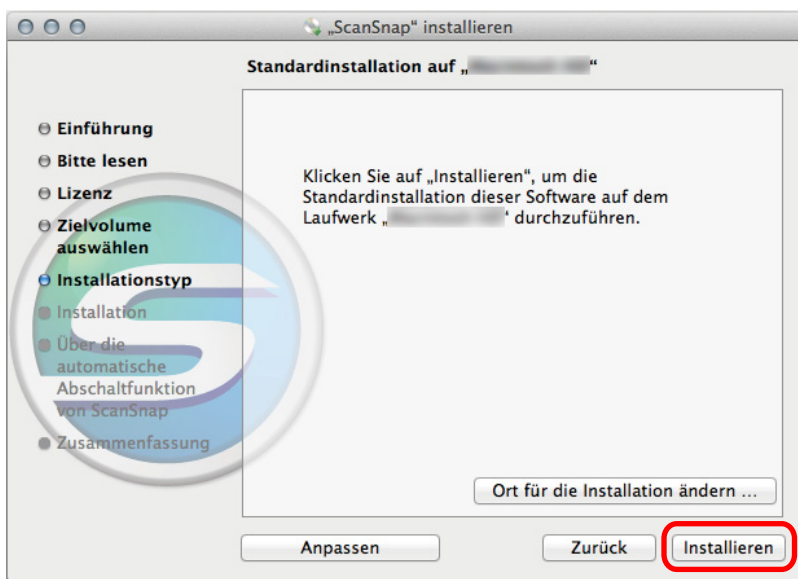 „ScanSnap“ installieren
Standardinstallation auf „ “
Einführung
Bitte lesen
Lizenz
Zielvolume
auswählen
Installationstyp
Installation
Über die
automatische
Abschaltfunktion
von ScanSnap
Zusammenfassung
Klicken Sie auf „Installieren“, um die
Standardinstallation dieser Software auf dem
Laufwerk „ “ durchzuführen.
Ort für die Installation ändern ...
Anpassen
Zurück
Installieren